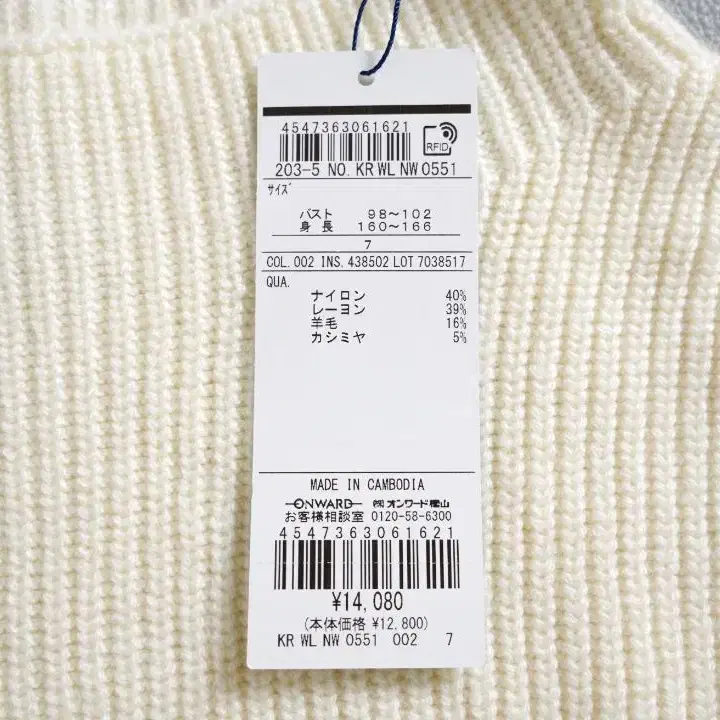 4547363061621
RFID
203-5 NO. KR WL NW 0551
サイズ
バスト 98～102
身長 160～166
7
COL. 002 INS. 438502 LOT 7038517
QUA.
ナイロン 40%
レーヨン 39%
羊毛 16%
カシミヤ 5%
MADE IN CAMBODIA
ONWARD ㈱オンワード樫山
お客様相談室 0120-58-6300
4547363061621
¥14,080
(本体価格 ¥12,800)
KR WL NW 0551 002 7